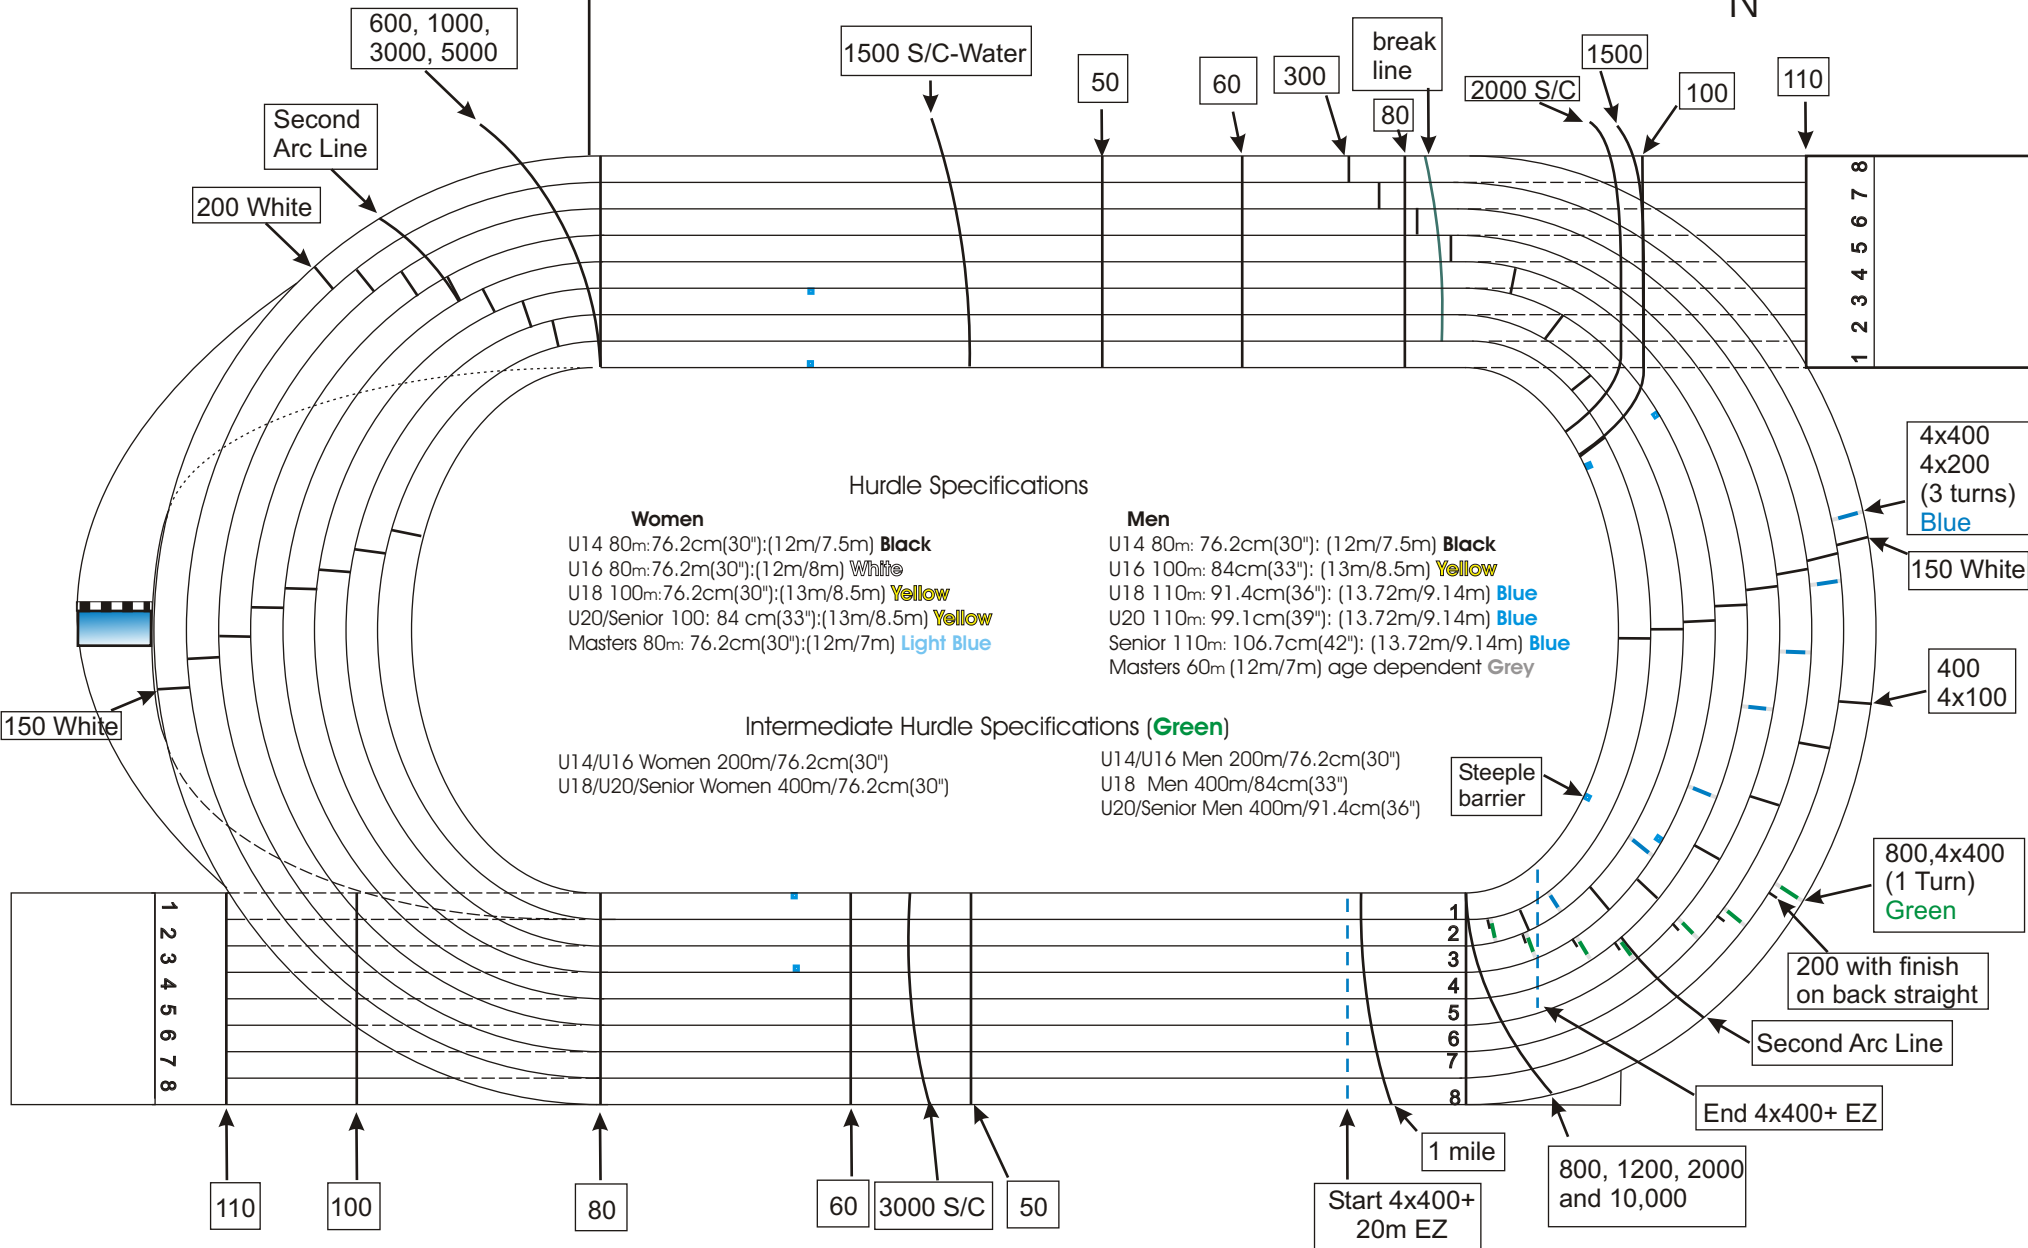 N
600, 1000,
3000, 5000
1500 S/C-Water
break
line
1500
50
60
300
80
2000 S/C
100
110
Second
Arc Line
200 White
8
7
6
5
4
3
2
1
4x400
4x200
(3 turns)
Blue
150 White
400
4x100
Hurdle Specifications
Women
U14 80m:76.2cm(30"):(12m/7.5m) Black
U16 80m:76.2m(30"):(12m/8m) White
U18 100m:76.2cm(30"):(13m/8.5m) Yellow
U20/Senior 100: 84 cm(33"):(13m/8.5m) Yellow
Masters 80m: 76.2cm(30"):(12m/7m) Light Blue
Men
U14 80m: 76.2cm(30"): (12m/7.5m) Black
U16 100m: 84cm(33"): (13m/8.5m) Yellow
U18 110m: 91.4cm(36"): (13.72m/9.14m) Blue
U20 110m: 99.1cm(39"): (13.72m/9.14m) Blue
Senior 110m: 106.7cm(42"): (13.72m/9.14m) Blue
Masters 60m (12m/7m) age dependent Grey
150 White
Intermediate Hurdle Specifications (Green)
U14/U16 Women 200m/76.2cm(30")
U18/U20/Senior Women 400m/76.2cm(30")
U14/U16 Men 200m/76.2cm(30")
U18 Men 400m/84cm(33")
U20/Senior Men 400m/91.4cm(36")
Steeple
barrier
800,4x400
(1 Turn)
Green
200 with finish
on back straight
Second Arc Line
End 4x400+ EZ
1
2
3
4
5
6
7
8
1
2
3
4
5
6
7
8
110
100
80
60
3000 S/C
50
1 mile
Start 4x400+
20m EZ
800, 1200, 2000
and 10,000